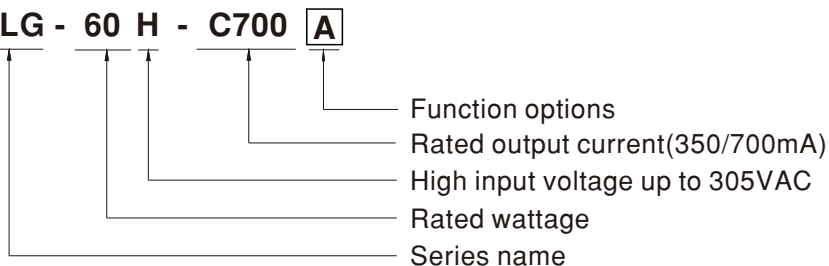 LG - 60 H - C700 A
Function options
Rated output current(350/700mA)
High input voltage up to 305VAC
Rated wattage
Series name